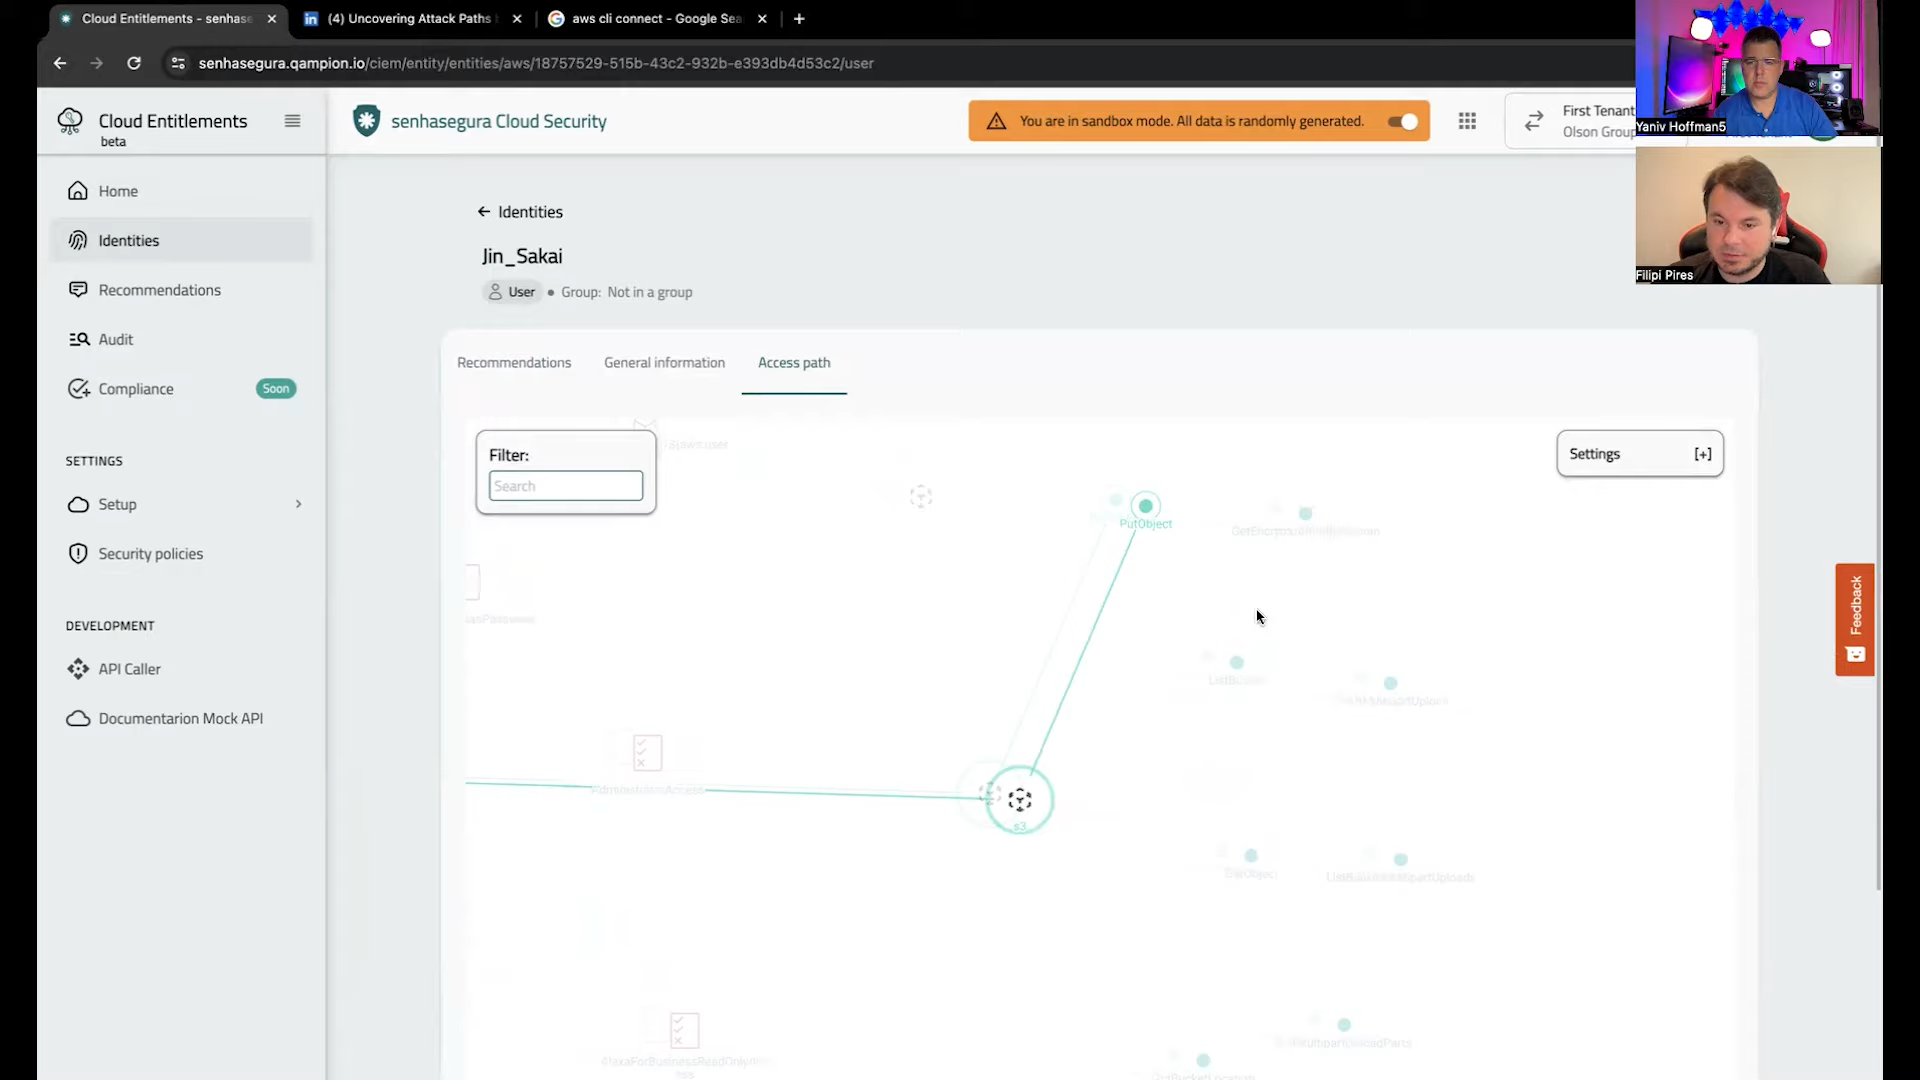 Cloud Entitlements - senhase
(4) Uncovering Attack Paths
aws cli connect - Google Sea
senhasegura.qampion.io/ciem/entity/entities/aws/18757529-515b-43c2-932b-e393db4d53c2/user
Yaniv Hoffman5
Filipi Pires
Cloud Entitlements
beta
senhasegura Cloud Security
You are in sandbox mode. All data is randomly generated.
First Tenant
Olson Group
Home
Identities
Recommendations
Audit
Compliance
Soon
SETTINGS
Setup
Security policies
DEVELOPMENT
API Caller
Documentarion Mock API
Identities
Jin_Sakai
User
Group: Not in a group
Recommendations
General information
Access path
Filter:
Search
Settings
[+]
PutObject
s3
AdministratorAccess
Feedback